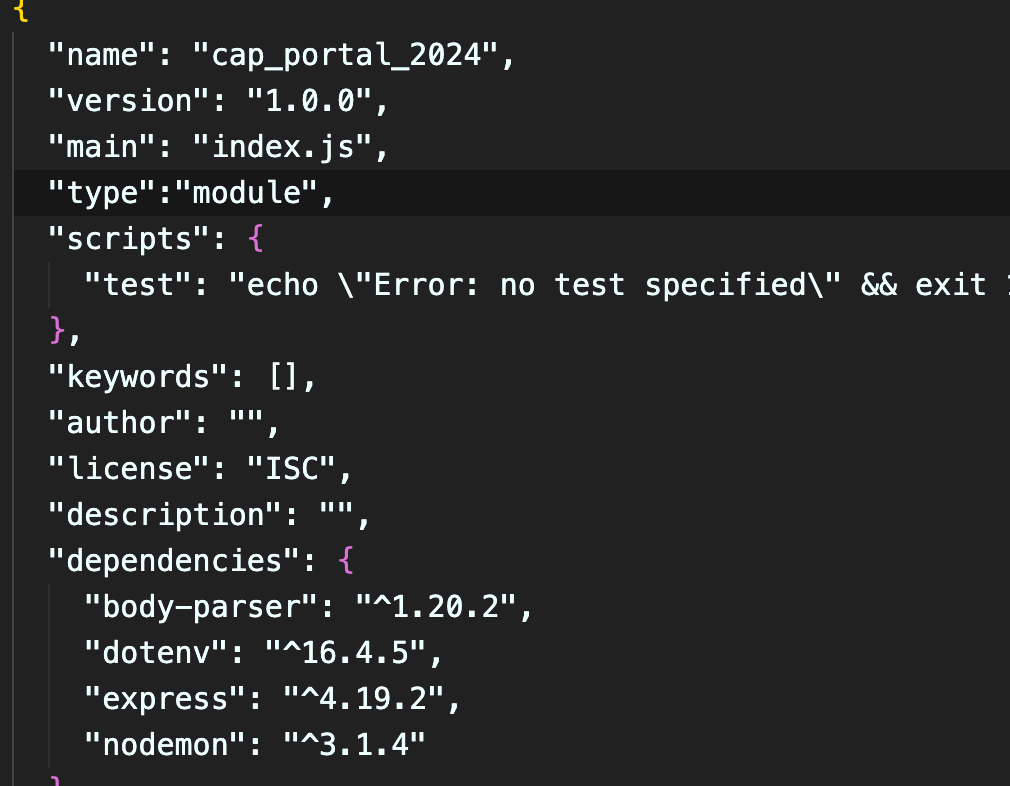 {
"name": "cap_portal_2024",
"version": "1.0.0",
"main": "index.js",
"type":"module",
"scripts": {
"test": "echo \"Error: no test specified\" && exit
},
"keywords": [],
"author": "",
"license": "ISC",
"description": "",
"dependencies": {
"body-parser": "^1.20.2",
"dotenv": "^16.4.5",
"express": "^4.19.2",
"nodemon": "^3.1.4"
}